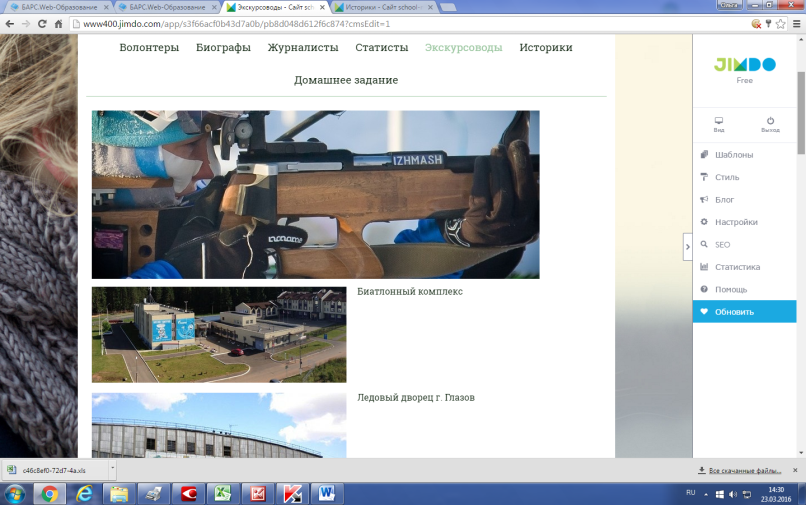 БАРС.Web-Образование
БАРС.Web-Образование
Экскурсоводы - Сайт sch
Историки - Сайт school-
Ольга
www400.jimdo.com/app/s3f66acf0b43d7a0b/pb8d048d612f6c874?cmsEdit=1
Волонтеры Биографы Журналисты Статисты Экскурсоводы Историки
Домашнее задание
IZHMASH
Биатлонный комплекс
Ледовый дворец г. Глазов
JIMDO
Free
Вид Выход
Шаблоны
Стиль
Блог
Настройки
SEO
Статистика
Помощь
Обновить
c46c8ef0-72d7-4a.xls
Все скачанные файлы...
RU
14:30
23.03.2016